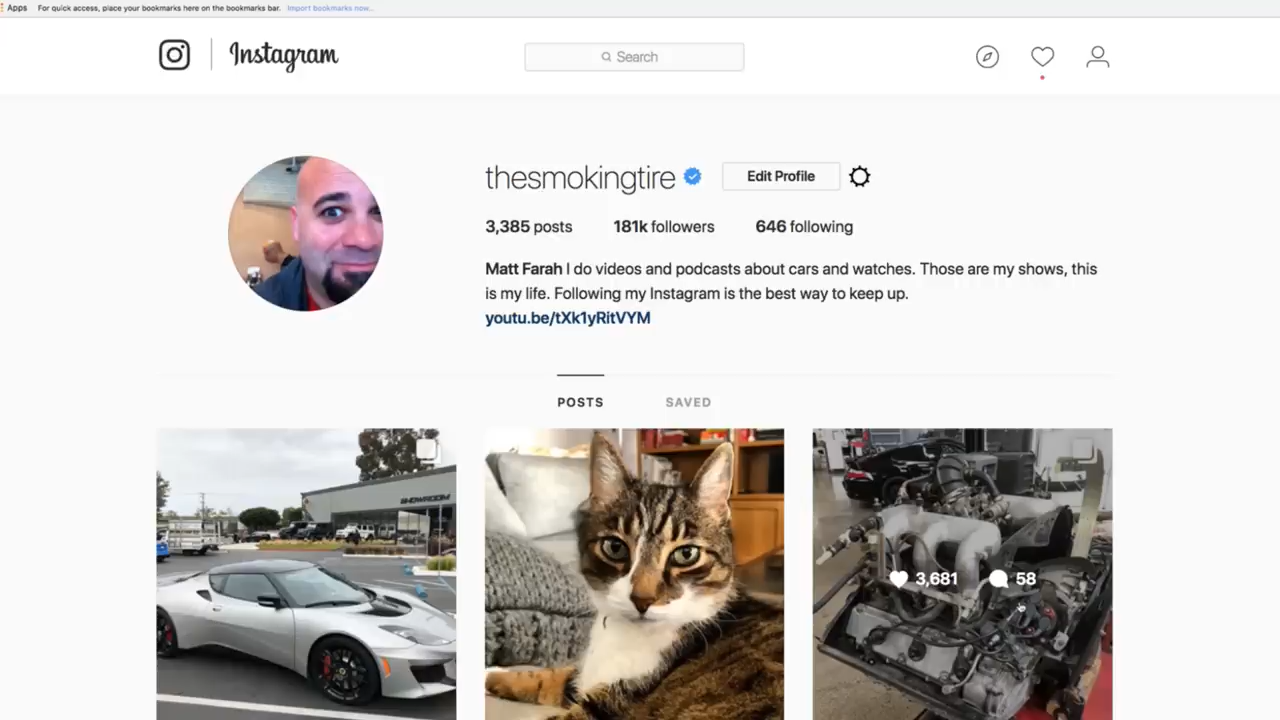 Apps For quick access, place your bookmarks here on the bookmarks bar. Import bookmarks now...
Instagram
Search
thesmokingtire
Edit Profile
3,385 posts 181k followers 646 following
Matt Farah I do videos and podcasts about cars and watches. Those are my shows, this
is my life. Following my Instagram is the best way to keep up.
youtu.be/tXk1yRitVYM
POSTS SAVED
SHOWROOM
3,681 58